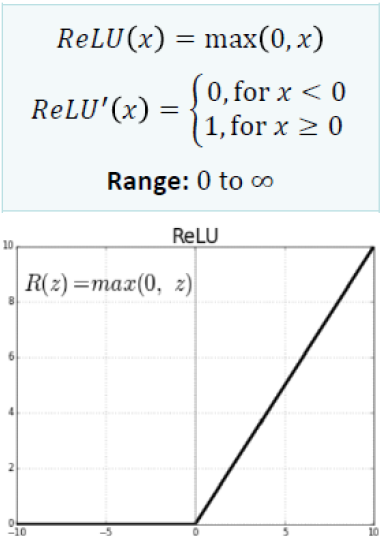 ReLU(x) = max(0, x)
ReLU'(x) = {0, for x < 0
1, for x ≥ 0
Range: 0 to ∞
ReLU
R(z)=max(0, z)
10
8
6
4
2
0
-10 -5 0 5 10